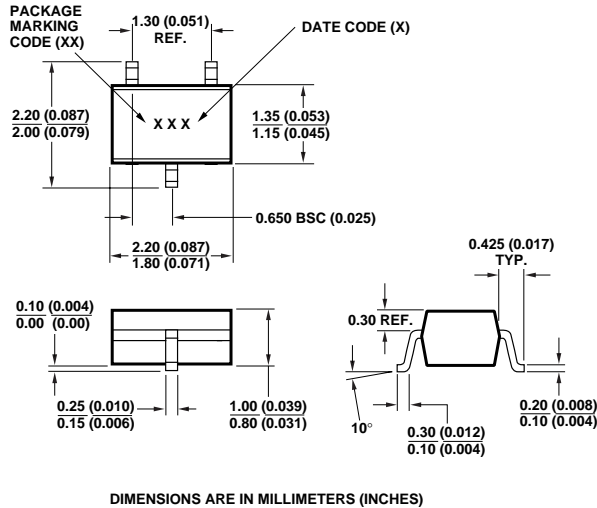 PACKAGE
MARKING
CODE (XX)
1.30 (0.051)
REF.
DATE CODE (X)
2.20 (0.087)
2.00 (0.079)
X X X
1.35 (0.053)
1.15 (0.045)
0.650 BSC (0.025)
2.20 (0.087)
1.80 (0.071)
0.425 (0.017)
TYP.
0.10 (0.004)
0.00 (0.00)
0.30 REF.
0.25 (0.010)
0.15 (0.006)
1.00 (0.039)
0.80 (0.031)
10°
0.30 (0.012)
0.10 (0.004)
0.20 (0.008)
0.10 (0.004)
DIMENSIONS ARE IN MILLIMETERS (INCHES)